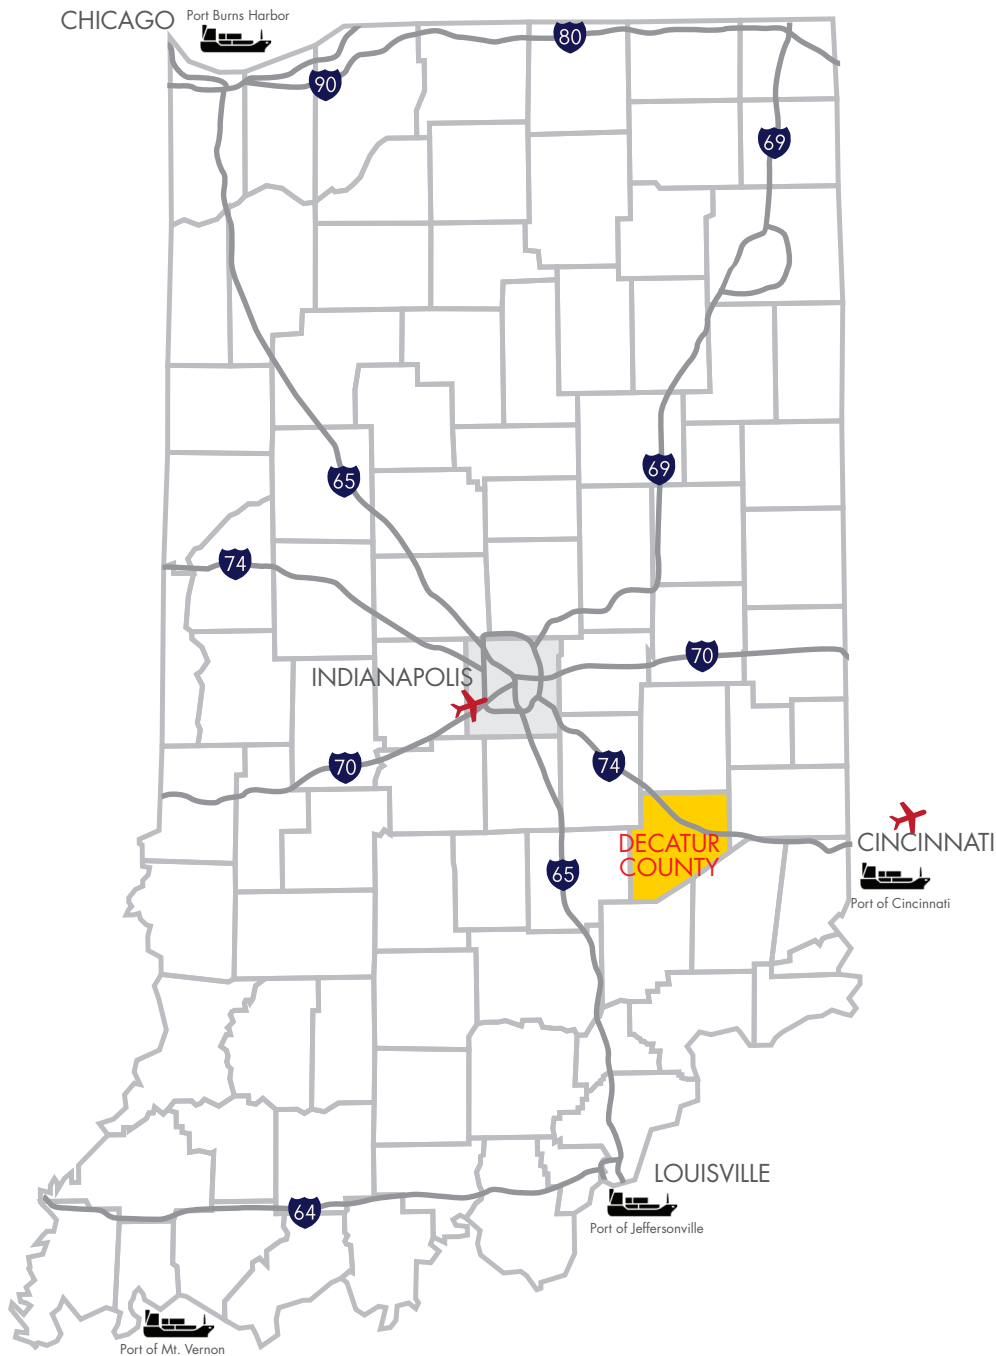 CHICAGO
Port Burns Harbor
80
90
69
65
69
74
70
INDIANAPOLIS
70
74
DECATUR
COUNTY
CINCINNATI
65
Port of Cincinnati
LOUISVILLE
64
Port of Jeffersonville
Port of Mt. Vernon